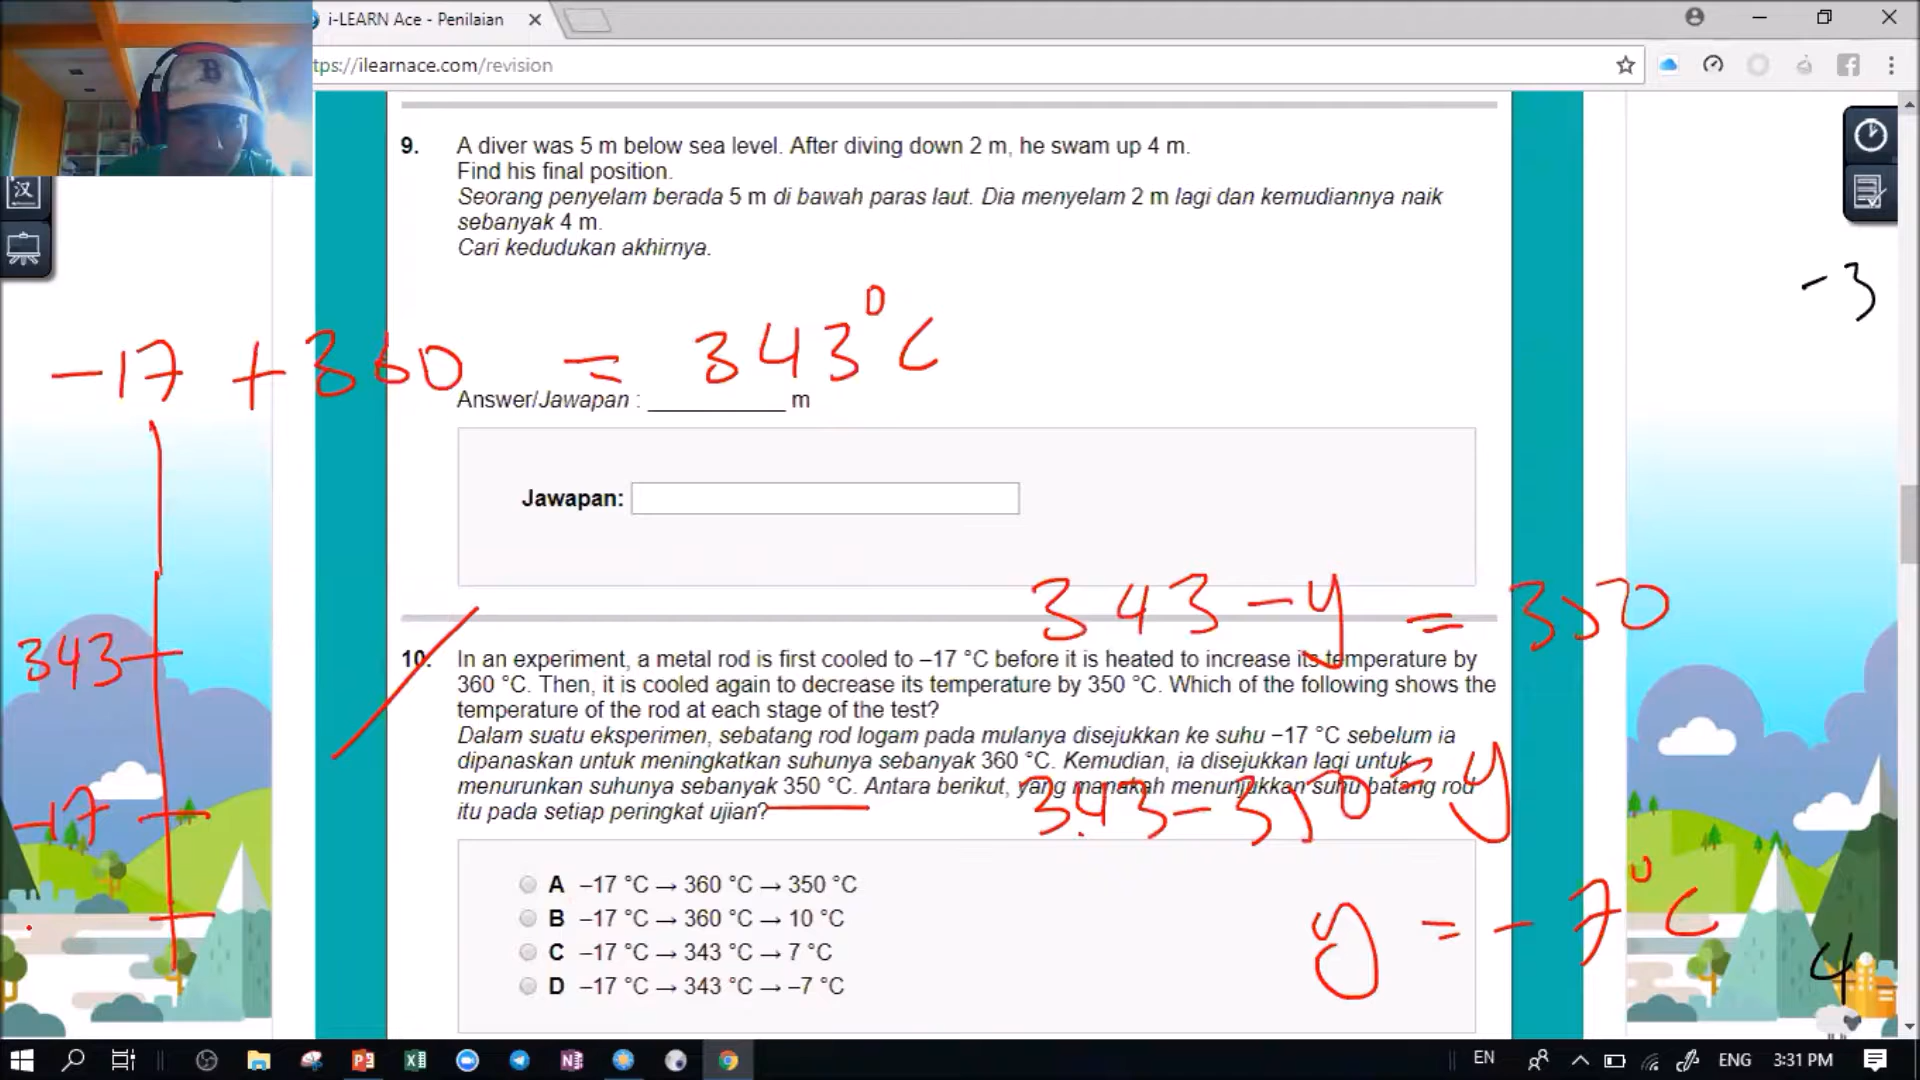 i-LEARN Ace - Penilaian
tps://ilearnace.com/revision
B
汉
9. A diver was 5 m below sea level. After diving down 2 m, he swam up 4 m.
Find his final position.
Seorang penyelam berada 5 m di bawah paras laut. Dia menyelam 2 m lagi dan kemudiannya naik
sebanyak 4 m.
Cari kedudukan akhirnya.
-3
-17 + 360 = 343°C
Answer/Jawapan : ____________ m
Jawapan:
343 - y = 350
343
-17
10. In an experiment, a metal rod is first cooled to –17 °C before it is heated to increase its temperature by
360 °C. Then, it is cooled again to decrease its temperature by 350 °C. Which of the following shows the
temperature of the rod at each stage of the test?
Dalam suatu eksperimen, sebatang rod logam pada mulanya disejukkan ke suhu –17 °C sebelum ia
dipanaskan untuk meningkatkan suhunya sebanyak 360 °C. Kemudian, ia disejukkan lagi untuk
menurunkan suhunya sebanyak 350 °C. Antara berikut, yang manakah menunjukkan suhu batang rod
itu pada setiap peringkat ujian?
343 - 350 = y
A –17 °C → 360 °C → 350 °C
B –17 °C → 360 °C → 10 °C
C –17 °C → 343 °C → 7 °C
D –17 °C → 343 °C → –7 °C
y = -7°C
4
EN
ENG
3:31 PM